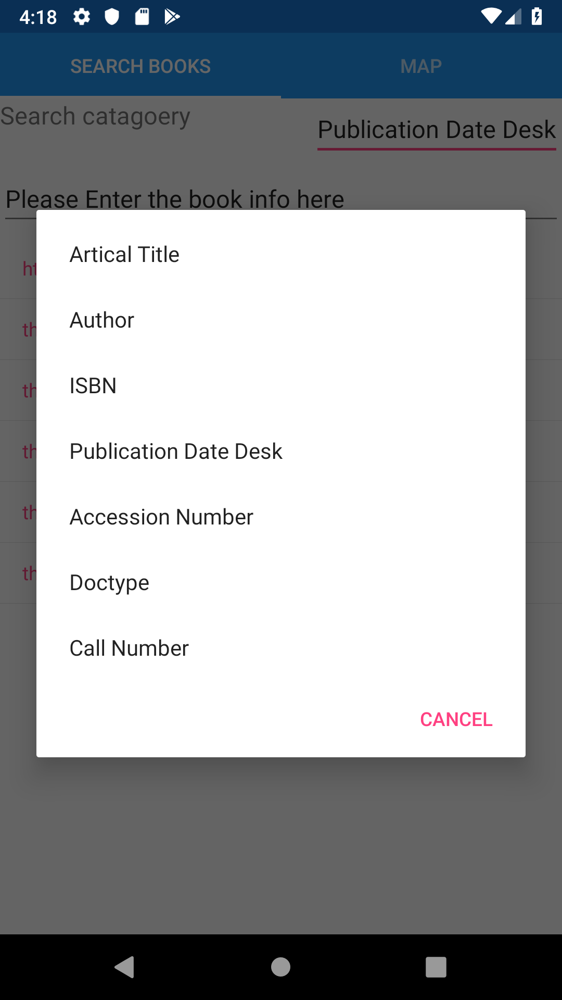 4:18
SEARCH BOOKS
MAP
Search catagoery
Publication Date Desk
Please Enter the book info here
ht
th
th
th
th
th
Artical Title
Author
ISBN
Publication Date Desk
Accession Number
Doctype
Call Number
CANCEL